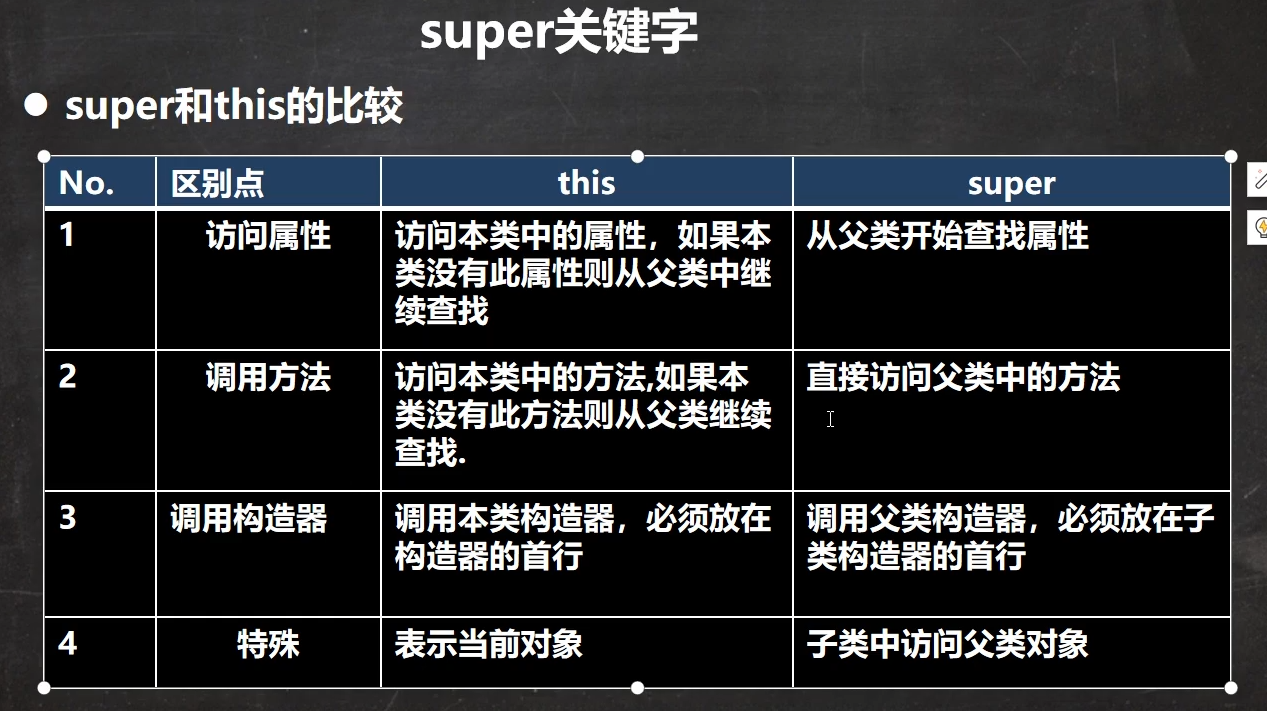 super关键字
super和this的比较
No. 区别点 this super
1 访问属性 访问本类中的属性，如果本 从父类开始查找属性
类没有此属性则从父类中继
续查找
2 调用方法 访问本类中的方法,如果本 直接访问父类中的方法
类没有此方法则从父类继续
查找.
3 调用构造器 调用本类构造器，必须放在 调用父类构造器，必须放在子
构造器的首行 类构造器的首行
4 特殊 表示当前对象 子类中访问父类对象